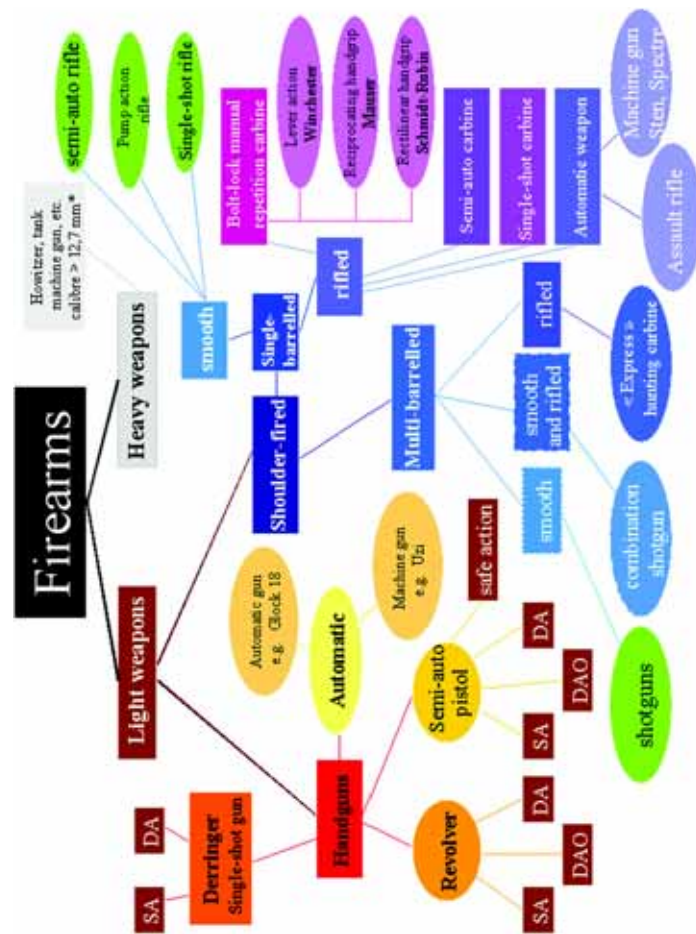 Firearms
Light weapons
Heavy weapons
Howitzer, tank
machine gun, etc.
calibre > 12,7 mm*
SA
DA
Derringer
Single-shot gun
Handguns
Automatic
Automatic gun
e.g. Glock 18
Machine gun
e.g. Uzi
Revolver
SA
DAO
DA
Semi-auto
pistol
SA
DAO
DA
safe action
Shoulder-fired
Single-
barrelled
smooth
semi-auto rifle
Pump-action
rifle
Single-shot rifle
rifled
Bolt-lock manual
repetition carbine
Lever action
Winchester
Reciprocating handgrip
Mauser
Rectilinear handgrip
Schmidt-Rubin
Semi-auto carbine
Single-shot carbine
Automatic weapon
Assault rifle
Machine gun
Sten, Spectre
Multi-barrelled
smooth
smooth
and rifled
rifled
shotguns
combination
shotgun
< Express >
hunting carbine